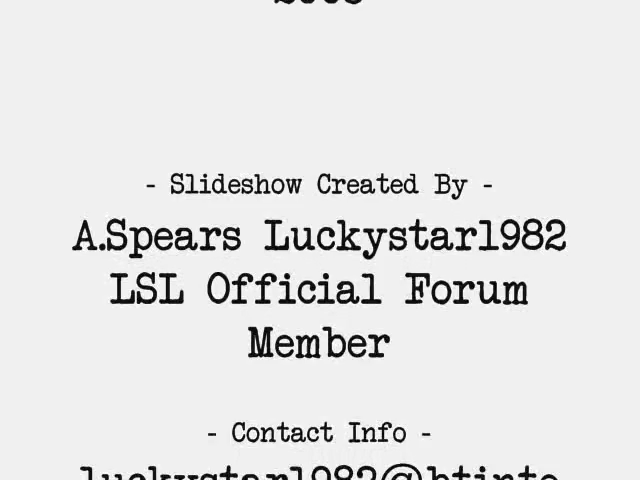 - Slideshow Created By -
A.Spears Luckystar1982
LSL Official Forum
Member
- Contact Info -